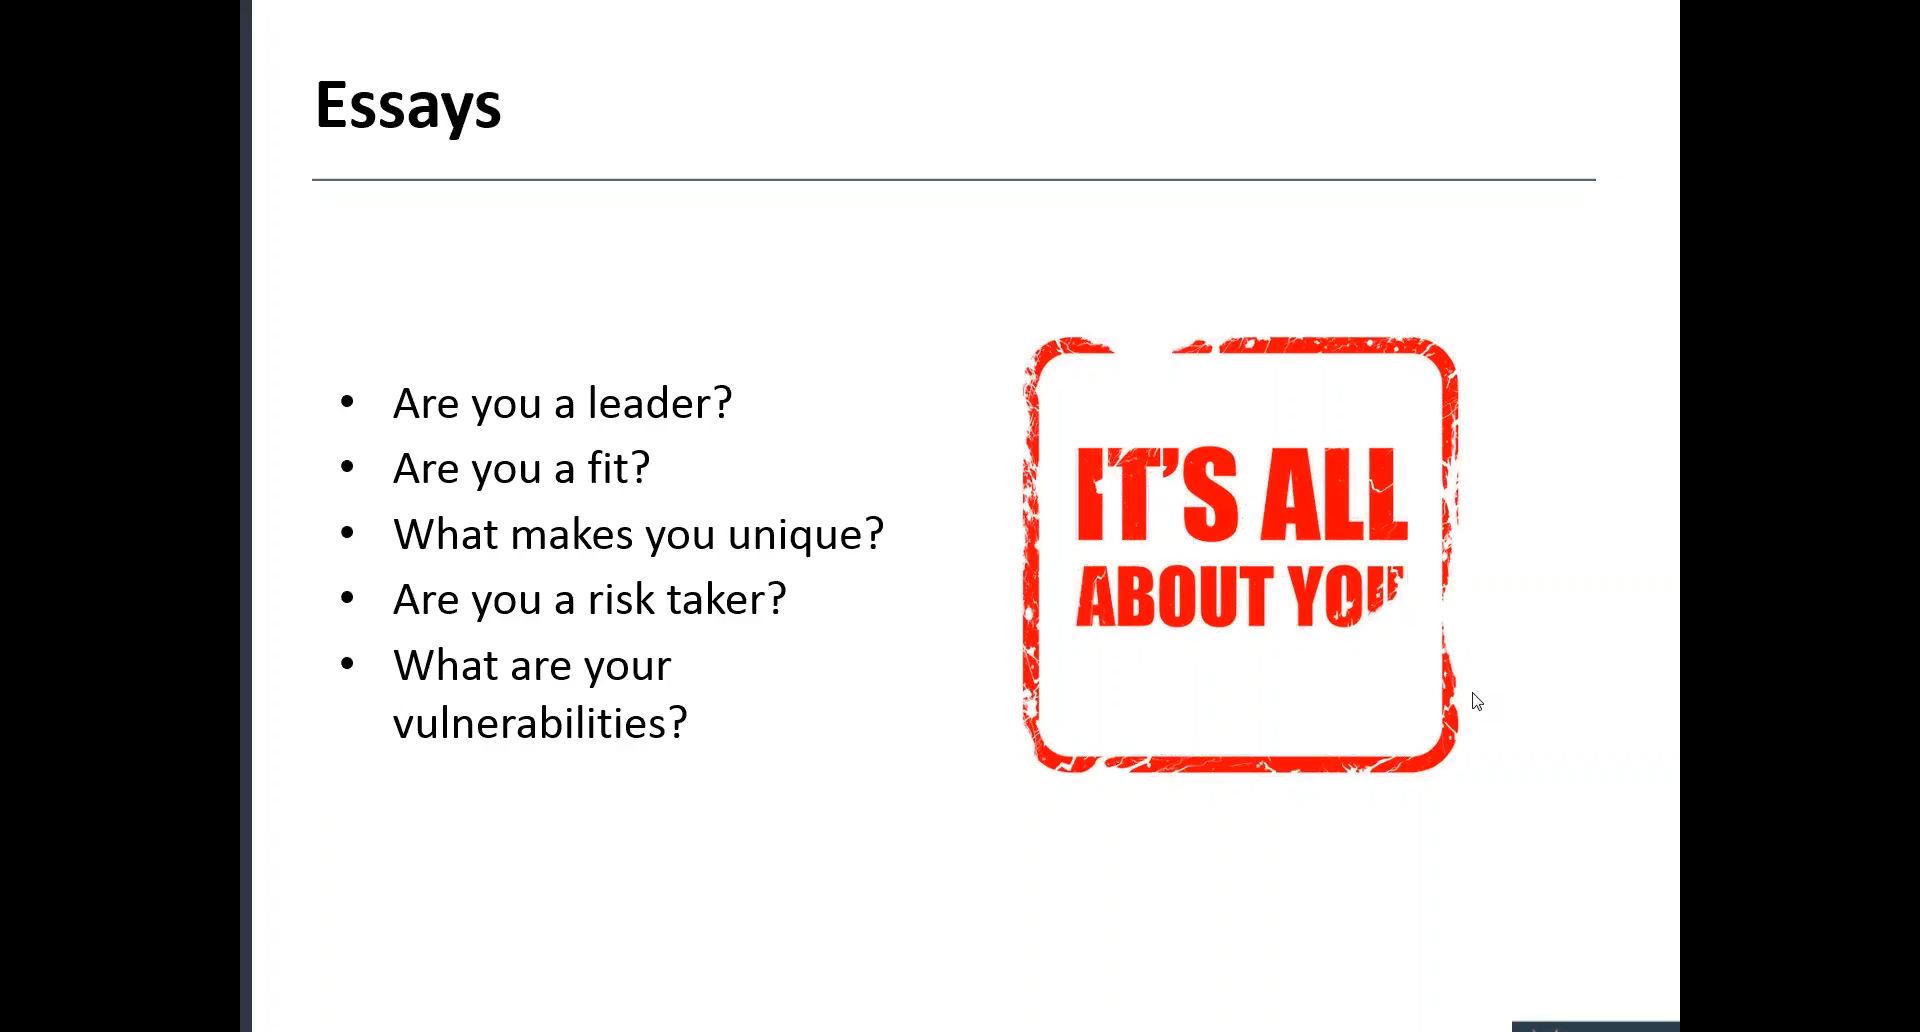 Essays
• Are you a leader?
• Are you a fit?
• What makes you unique?
• Are you a risk taker?
• What are your
vulnerabilities?
IT'S ALL
ABOUT YOU